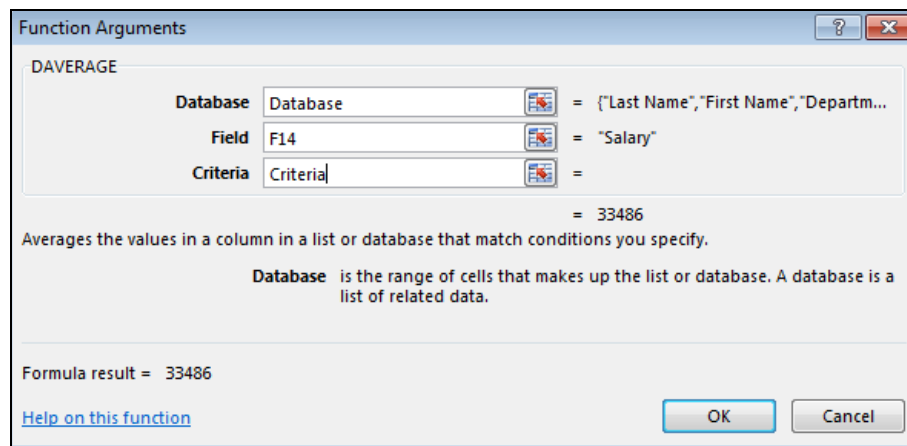 Function Arguments
DAVERAGE
Database Database = {"Last Name","First Name","Departm...
Field F14 = "Salary"
Criteria Criteria =
= 33486
Averages the values in a column in a list or database that match conditions you specify.
Database is the range of cells that makes up the list or database. A database is a
list of related data.
Formula result = 33486
Help on this function OK Cancel